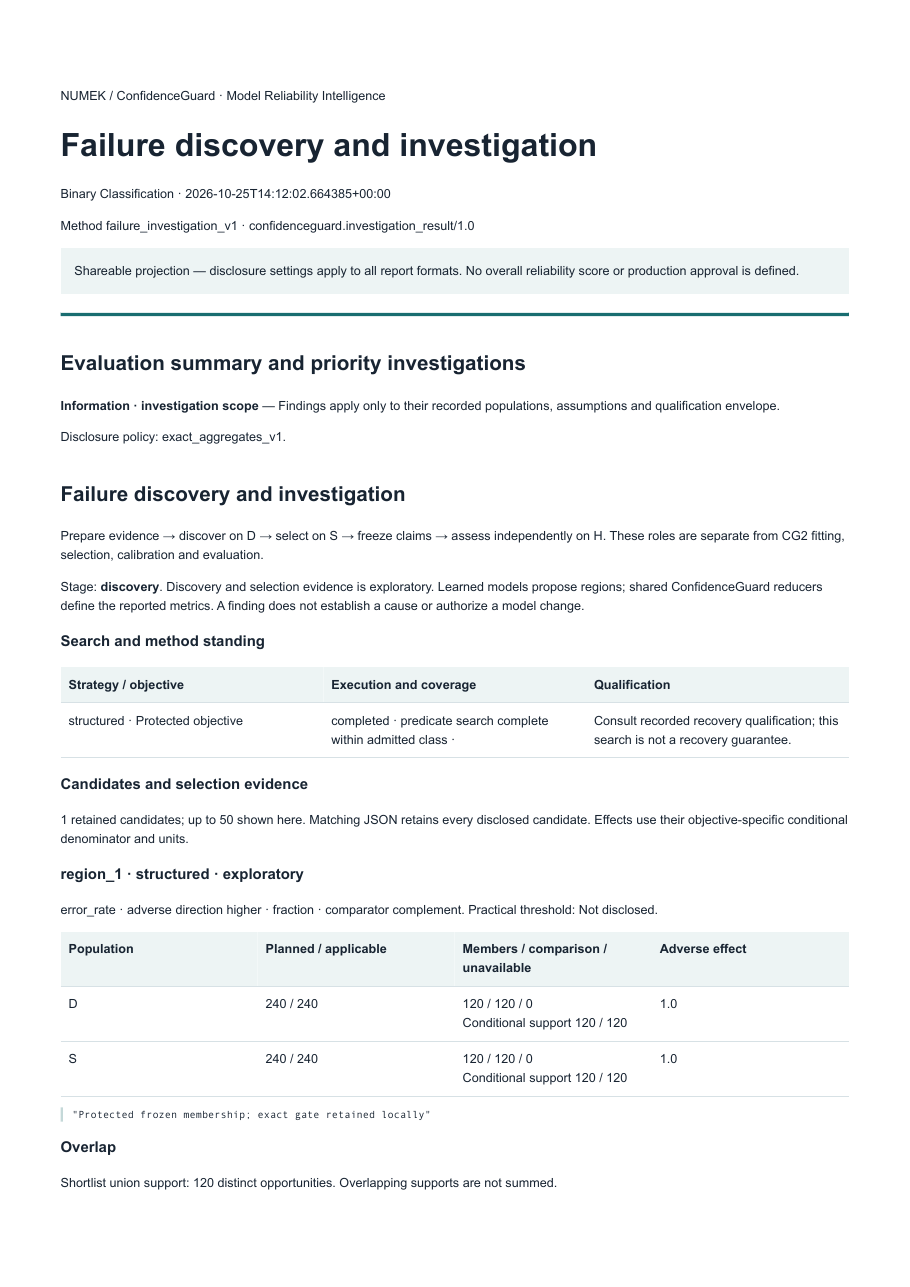 NUMEK / ConfidenceGuard · Model Reliability Intelligence
Failure discovery and investigation
Binary Classification · 2026-10-25T14:12:02.664385+00:00
Method failure_investigation_v1 · confidenceguard.investigation_result/1.0
Shareable projection — disclosure settings apply to all report formats. No overall reliability score or production approval is defined.
Evaluation summary and priority investigations
Information · investigation scope — Findings apply only to their recorded populations, assumptions and qualification envelope.
Disclosure policy: exact_aggregates_v1.
Failure discovery and investigation
Prepare evidence → discover on D → select on S → freeze claims → assess independently on H. These roles are separate from CG2 fitting,
selection, calibration and evaluation.
Stage: discovery. Discovery and selection evidence is exploratory. Learned models propose regions; shared ConfidenceGuard reducers
define the reported metrics. A finding does not establish a cause or authorize a model change.
Search and method standing
Strategy / objective Execution and coverage Qualification
structured · Protected objective completed · predicate search complete Consult recorded recovery qualification; this
within admitted class · search is not a recovery guarantee.
Candidates and selection evidence
1 retained candidates; up to 50 shown here. Matching JSON retains every disclosed candidate. Effects use their objective-specific conditional
denominator and units.
region_1 · structured · exploratory
error_rate · adverse direction higher · fraction · comparator complement. Practical threshold: Not disclosed.
Population Planned / applicable Members / comparison / Adverse effect
unavailable
D 240 / 240 120 / 120 / 0 1.0
Conditional support 120 / 120
S 240 / 240 120 / 120 / 0 1.0
Conditional support 120 / 120
"Protected frozen membership; exact gate retained locally"
Overlap
Shortlist union support: 120 distinct opportunities. Overlapping supports are not summed.